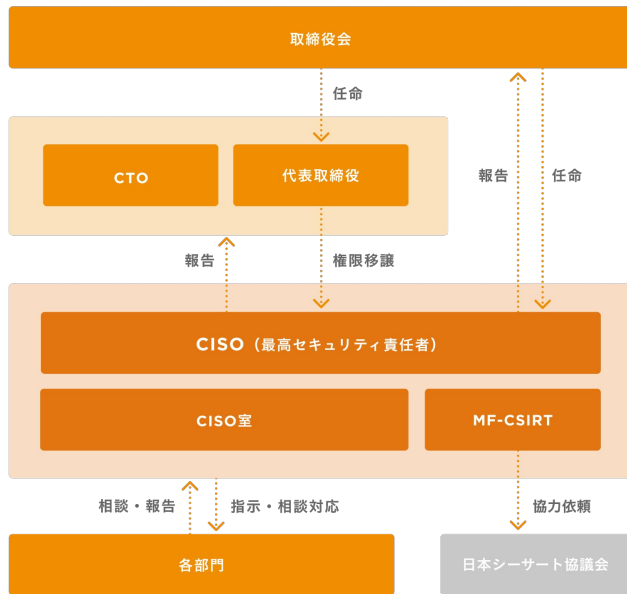 取締役会
任命
CTO
代表取締役
報告
任命
報告
権限移譲
CISO（最高セキュリティ責任者）
CISO室
MF-CSIRT
相談・報告
指示・相談対応
協力依頼
各部門
日本シーサート協議会